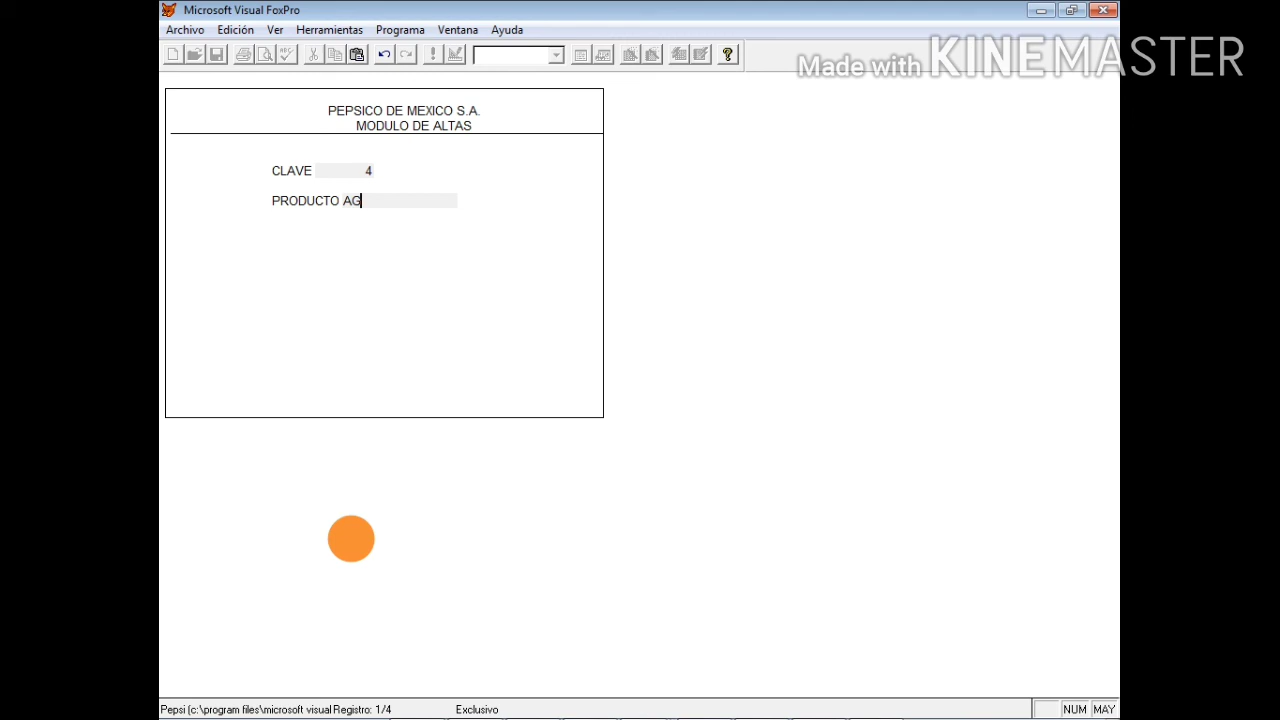 Microsoft Visual FoxPro
Archivo Edición Ver Herramientas Programa Ventana Ayuda
Made with KINEMASTER
PEPSICO DE MEXICO S.A.
MODULO DE ALTAS
CLAVE 4
PRODUCTO AG
Pepsi (c:\program files\microsoft visual Registro: 1/4 Exclusivo NUM MAY